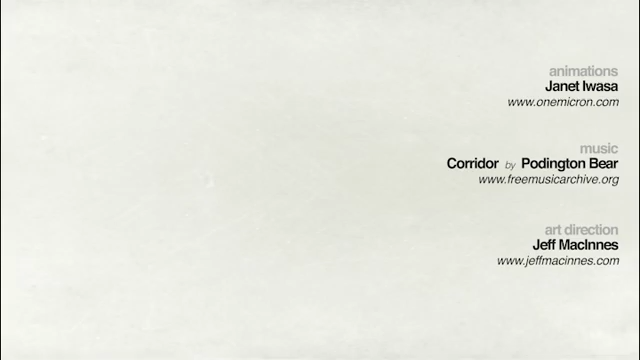 animations
Janet Iwasa
www.onemicron.com
music
Corridor by Podington Bear
www.freemusicarchive.org
art direction
Jeff MacInnes
www.jeffmacinnes.com